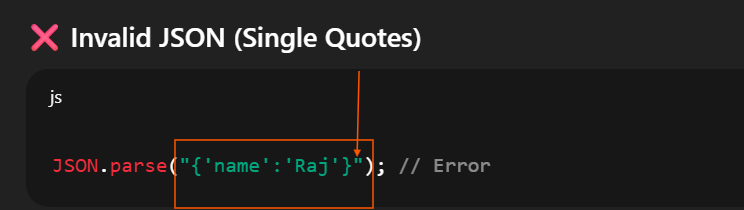 ❌ Invalid JSON (Single Quotes)
js
JSON.parse("{'name':'Raj'}"); // Error